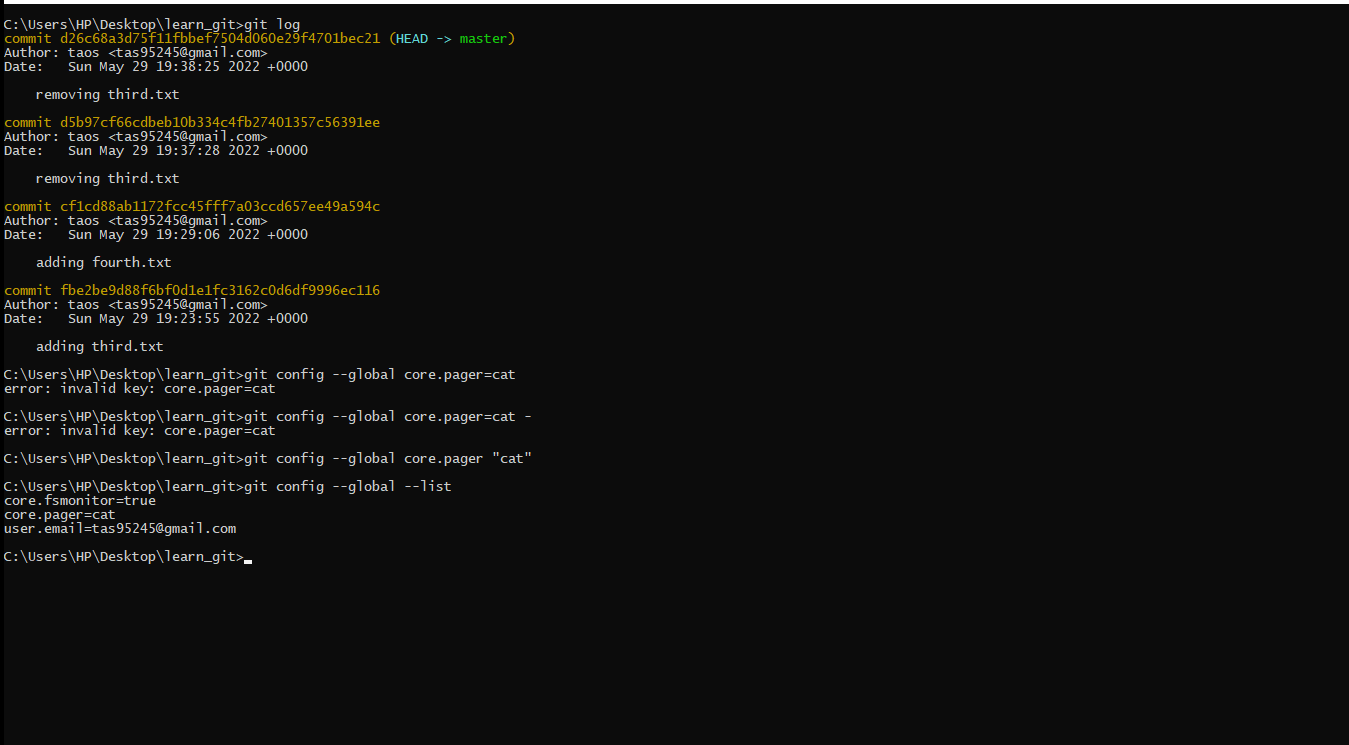 C:\Users\HP\Desktop\learn_git>git log
commit d26c68a3d75f11fbbef7504d060e29f4701bec21 (HEAD -> master)
Author: taos <tas95245@gmail.com>
Date:   Sun May 29 19:38:25 2022 +0000
    removing third.txt
commit d5b97cf66cdbeb10b334c4fb27401357c56391ee
Author: taos <tas95245@gmail.com>
Date:   Sun May 29 19:37:28 2022 +0000
    removing third.txt
commit cf1cd88ab1172fcc45fff7a03ccd657ee49a594c
Author: taos <tas95245@gmail.com>
Date:   Sun May 29 19:29:06 2022 +0000
    adding fourth.txt
commit fbe2be9d88f6bf0d1e1fc3162c0d6df9996ec116
Author: taos <tas95245@gmail.com>
Date:   Sun May 29 19:23:55 2022 +0000
    adding third.txt
C:\Users\HP\Desktop\learn_git>git config --global core.pager=cat
error: invalid key: core.pager=cat
C:\Users\HP\Desktop\learn_git>git config --global core.pager=cat -
error: invalid key: core.pager=cat
C:\Users\HP\Desktop\learn_git>git config --global core.pager "cat"
C:\Users\HP\Desktop\learn_git>git config --global --list
core.fsmonitor=true
core.pager=cat
user.email=tas95245@gmail.com
C:\Users\HP\Desktop\learn_git>